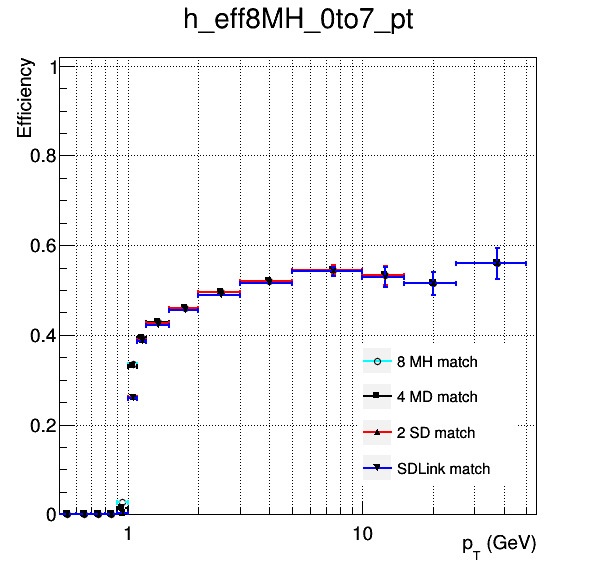 h_eff8MH_0to7_pt
Efficiency
1
0.8
0.6
0.4
0.2
0
8 MH match
4 MD match
2 SD match
SDLink match
1
10
pT (GeV)